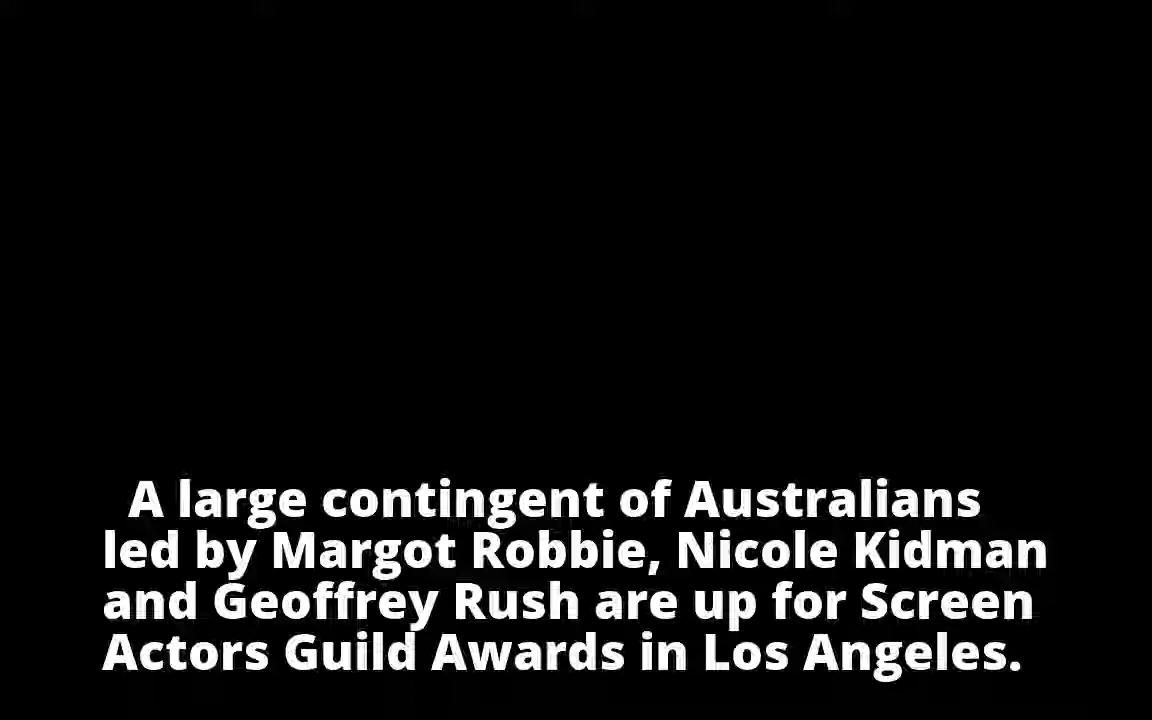 A large contingent of Australians
led by Margot Robbie, Nicole Kidman
and Geoffrey Rush are up for Screen
Actors Guild Awards in Los Angeles.